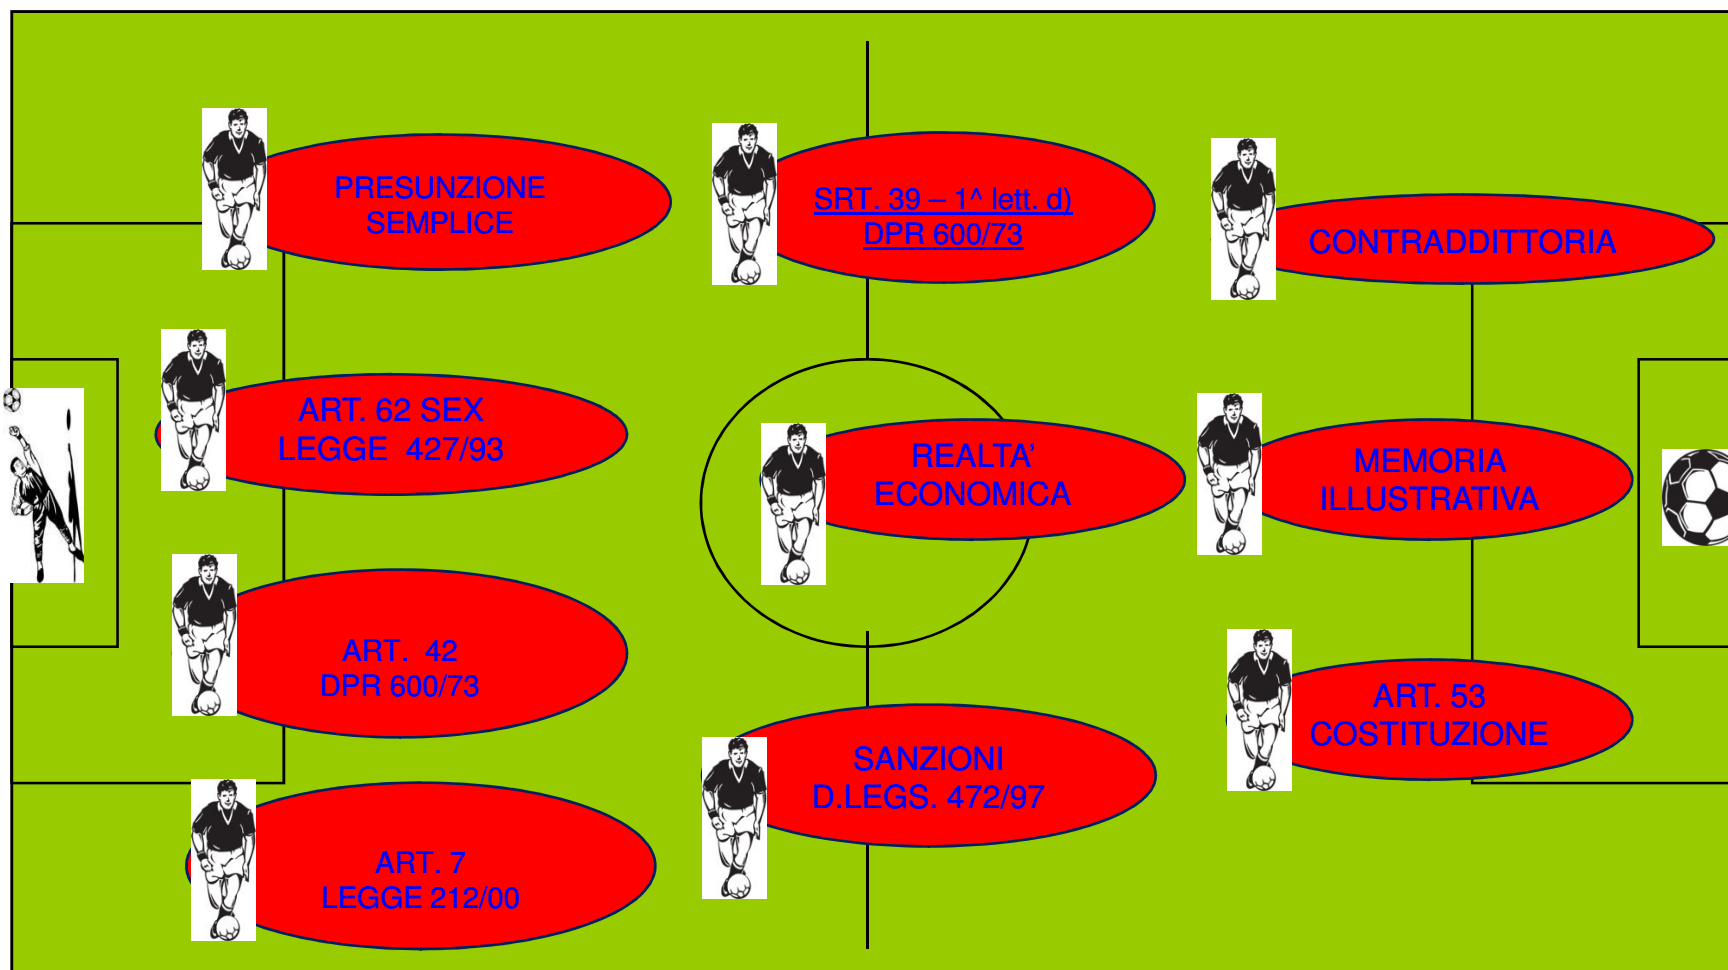 PRESUNZIONE
SEMPLICE
ART. 62 SEX
LEGGE 427/93
ART. 42
DPR 600/73
ART. 7
LEGGE 212/00
SRT. 39 – 1^ lett. d)
DPR 600/73
REALTA’
ECONOMICA
SANZIONI
D.LEGS. 472/97
CONTRADDITTORIA
MEMORIA
ILLUSTRATIVA
ART. 53
COSTITUZIONE